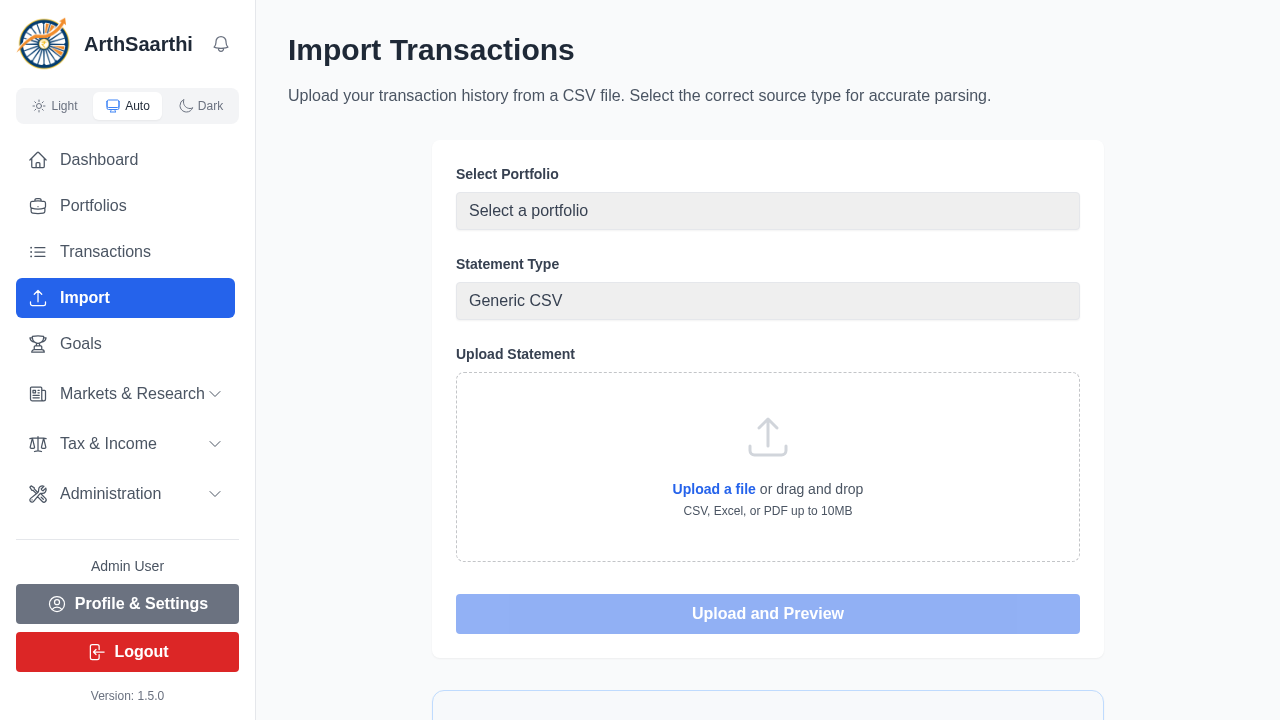 ArthSaarthi
Light
Auto
Dark
Dashboard
Portfolios
Transactions
Import
Goals
Markets & Research
Tax & Income
Administration
Admin User
Profile & Settings
Logout
Version: 1.5.0
Import Transactions
Upload your transaction history from a CSV file. Select the correct source type for accurate parsing.
Select Portfolio
Select a portfolio
Statement Type
Generic CSV
Upload Statement
Upload a file or drag and drop
CSV, Excel, or PDF up to 10MB
Upload and Preview